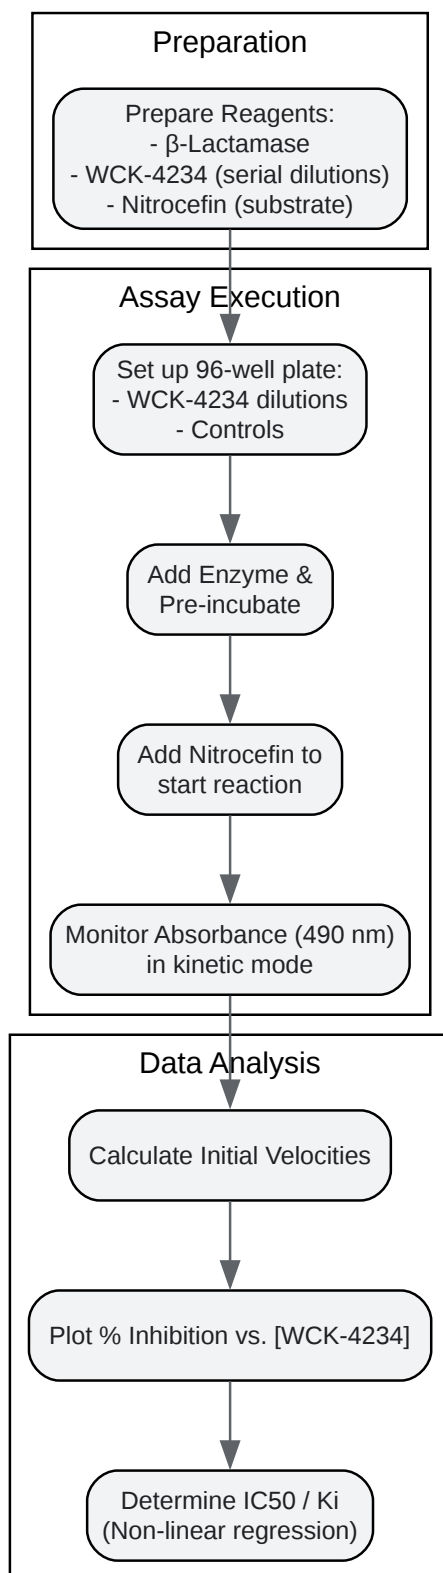 Preparation
Prepare Reagents:
- β-Lactamase
- WCK-4234 (serial dilutions)
- Nitrocefin (substrate)
Assay Execution
Set up 96-well plate:
- WCK-4234 dilutions
- Controls
Add Enzyme &
Pre-incubate
Add Nitrocefin to
start reaction
Monitor Absorbance (490 nm)
in kinetic mode
Data Analysis
Calculate Initial Velocities
Plot % Inhibition vs. [WCK-4234]
Determine IC50 / Ki
(Non-linear regression)